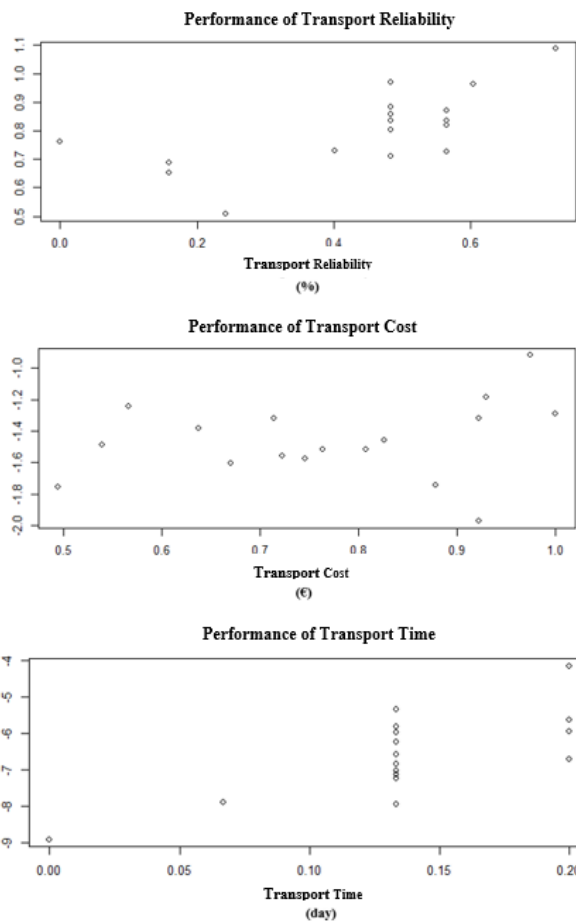 Performance of Transport Reliability
1.1
1.0
0.9
0.8
0.7
0.6
0.5
0.0 0.2 0.4 0.6
Transport Reliability
(%)
Performance of Transport Cost
-1.0
-1.2
-1.4
-1.6
-1.8
-2.0
0.5 0.6 0.7 0.8 0.9 1.0
Transport Cost
(€)
Performance of Transport Time
-4
-5
-6
-7
-8
-9
0.00 0.05 0.10 0.15 0.20
Transport Time
(day)